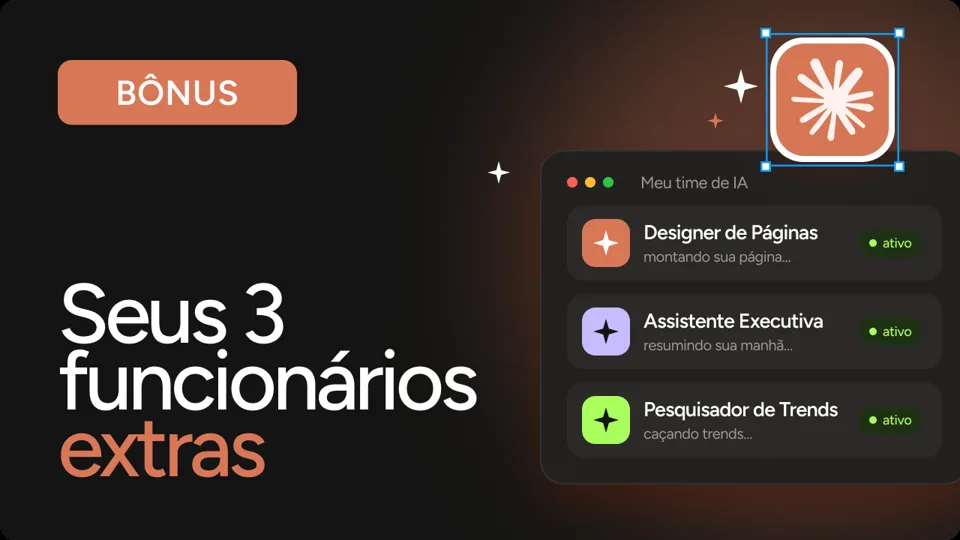 BÔNUS
Seus 3
funcionários
extras
Meu time de IA
Designer de Páginas
montando sua página...
ativo
Assistente Executiva
resumindo sua manhã...
ativo
Pesquisador de Trends
caçando trends...
ativo